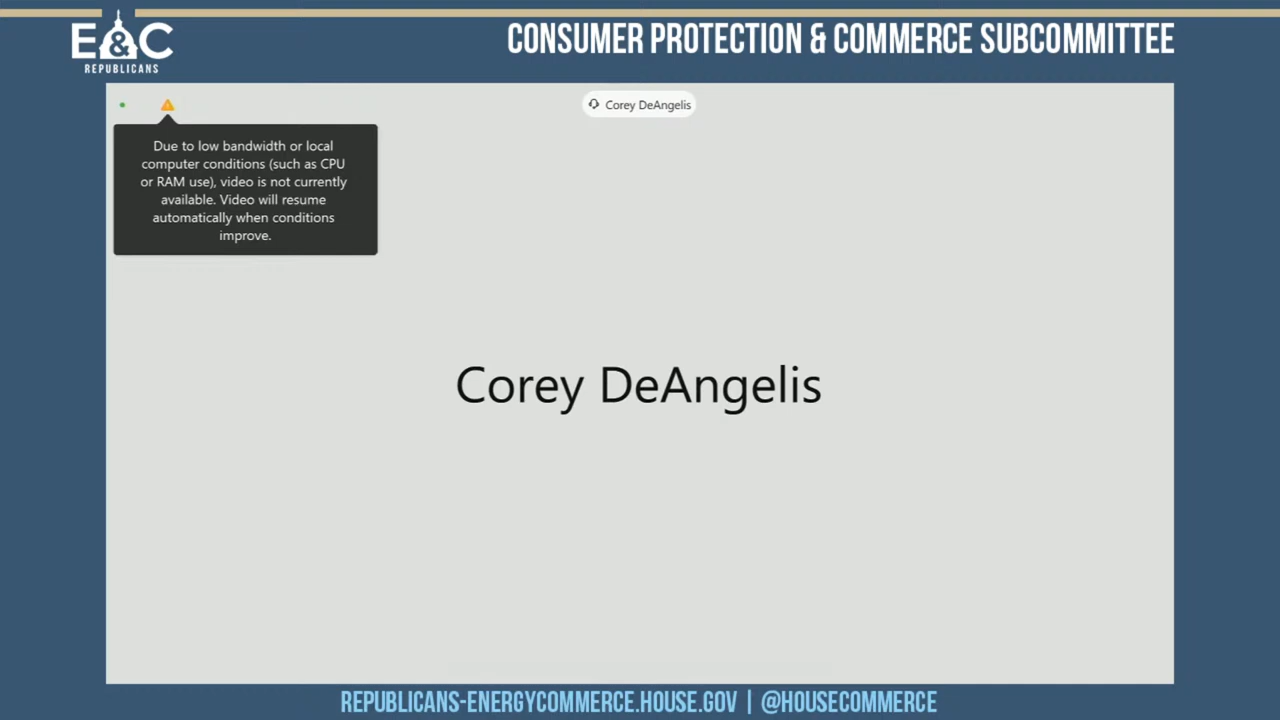 E&C
REPUBLICANS
CONSUMER PROTECTION & COMMERCE SUBCOMMITTEE
Corey DeAngelis
Due to low bandwidth or local
computer conditions (such as CPU
or RAM use), video is not currently
available. Video will resume
automatically when conditions
improve.
Corey DeAngelis
REPUBLICANS-ENERGYCOMMERCE.HOUSE.GOV | @HOUSECOMMERCE